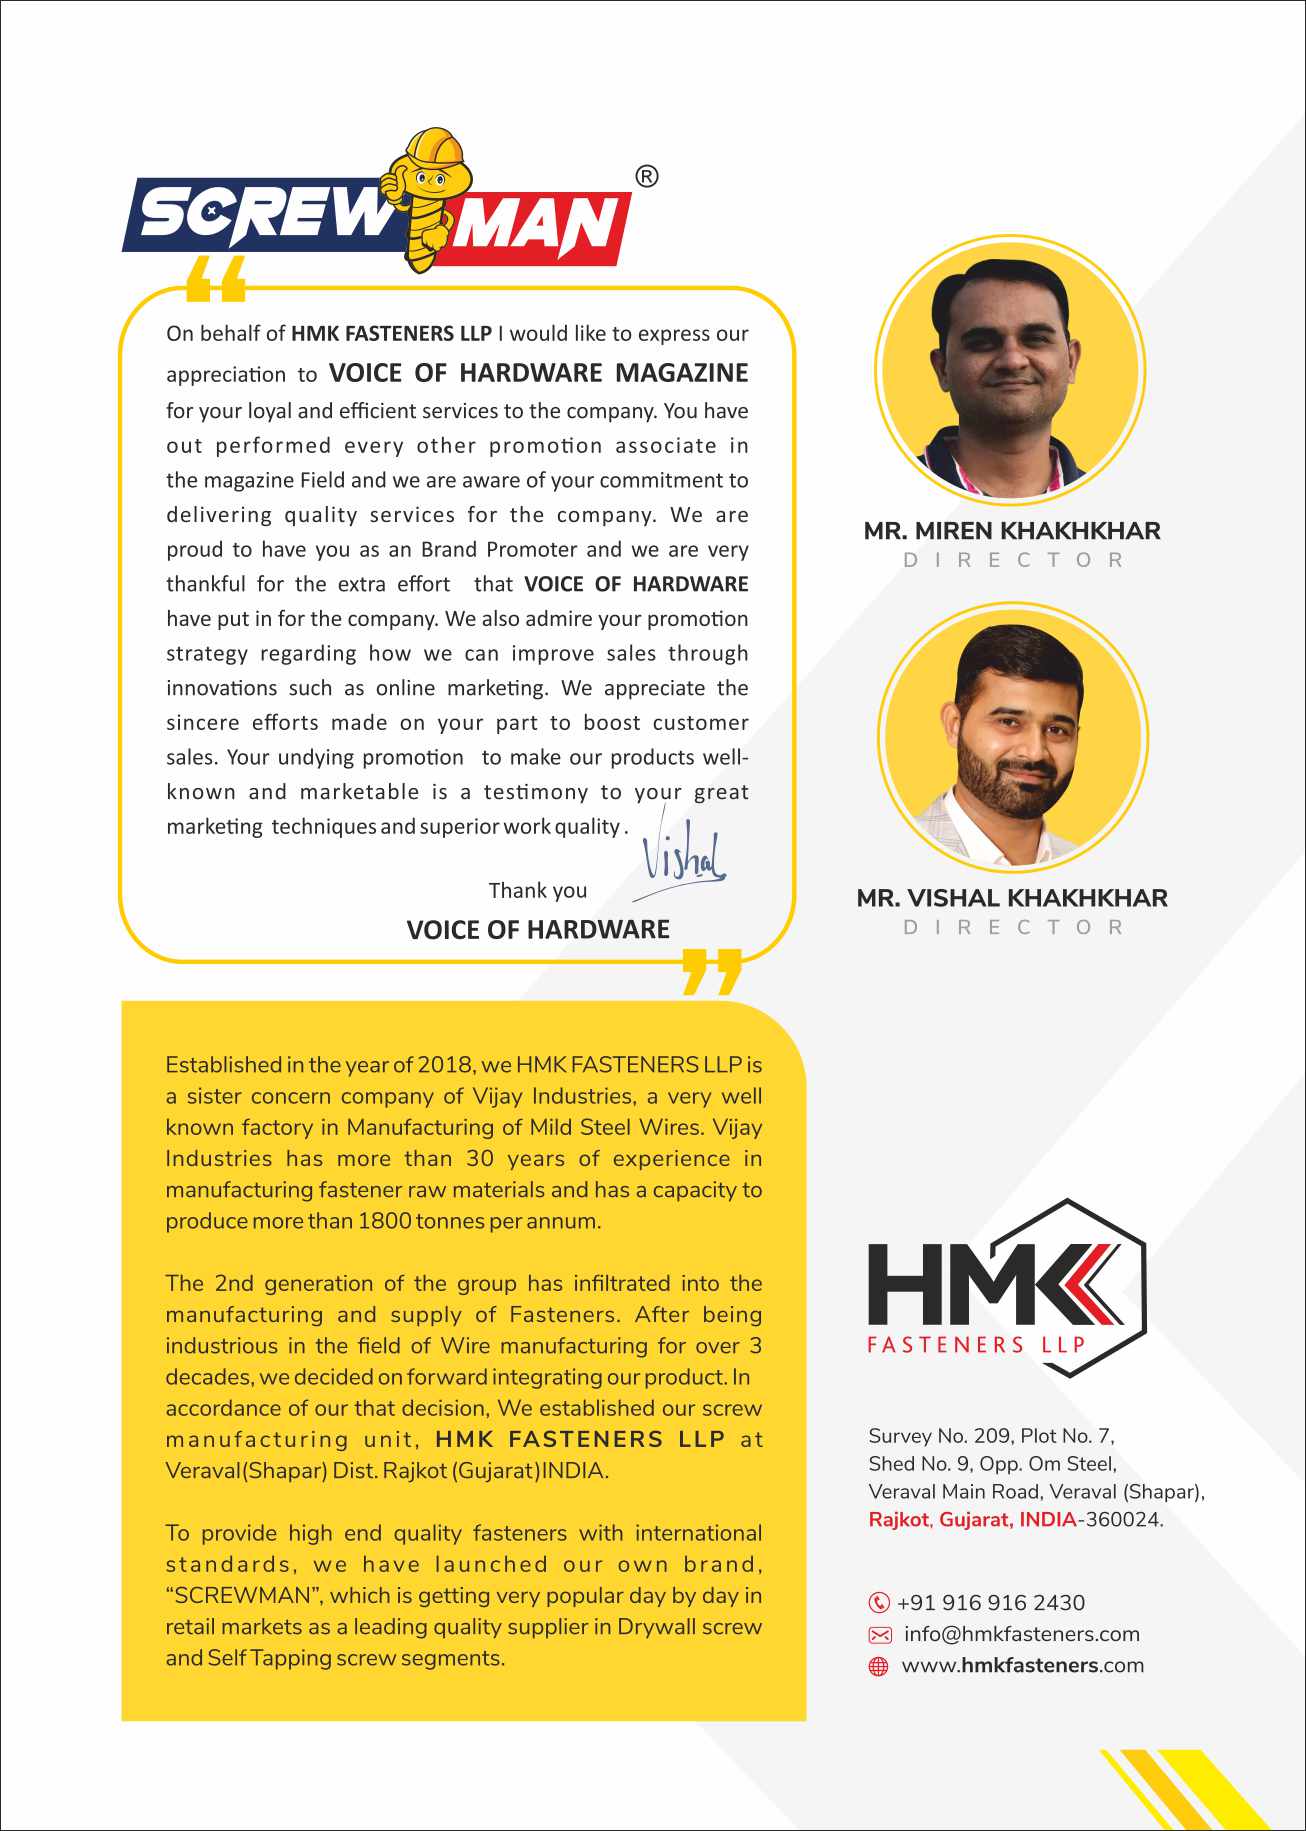 SCREW MAN ®
On behalf of HMK FASTENERS LLP I would like to express our
appreciation to VOICE OF HARDWARE MAGAZINE
for your loyal and efficient services to the company. You have
out performed every other promotion associate in
the magazine Field and we are aware of your commitment to
delivering quality services for the company. We are
proud to have you as an Brand Promoter and we are very
thankful for the extra effort that VOICE OF HARDWARE
have put in for the company. We also admire your promotion
strategy regarding how we can improve sales through
innovations such as online marketing. We appreciate the
sincere efforts made on your part to boost customer
sales. Your undying promotion to make our products well-
known and marketable is a testimony to your great
marketing techniques and superior work quality .
Vishal
Thank you
VOICE OF HARDWARE
MR. MIREN KHAKHKHAR
DIRECTOR
MR. VISHAL KHAKHKHAR
DIRECTOR
Established in the year of 2018, we HMK FASTENERS LLP is
a sister concern company of Vijay Industries, a very well
known factory in Manufacturing of Mild Steel Wires. Vijay
Industries has more than 30 years of experience in
manufacturing fastener raw materials and has a capacity to
produce more than 1800 tonnes per annum.
The 2nd generation of the group has infiltrated into the
manufacturing and supply of Fasteners. After being
industrious in the field of Wire manufacturing for over 3
decades, we decided on forward integrating our product. In
accordance of our that decision, We established our screw
manufacturing unit, HMK FASTENERS LLP at
Veraval(Shapar) Dist. Rajkot (Gujarat)INDIA.
To provide high end quality fasteners with international
standards, we have launched our own brand,
“SCREWMAN”, which is getting very popular day by day in
retail markets as a leading quality supplier in Drywall screw
and Self Tapping screw segments.
HMK
FASTENERS LLP
Survey No. 209, Plot No. 7,
Shed No. 9, Opp. Om Steel,
Veraval Main Road, Veraval (Shapar),
Rajkot, Gujarat, INDIA-360024.
+91 916 916 2430
info@hmkfasteners.com
www.hmkfasteners.com